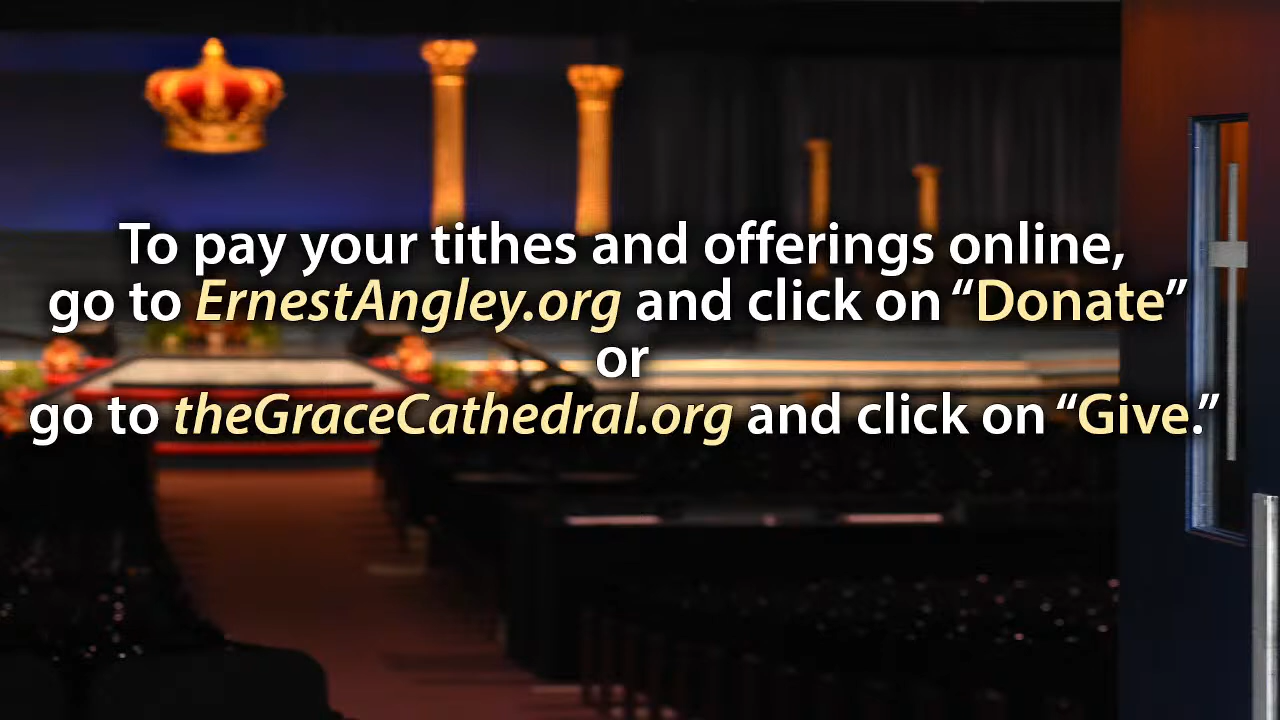 To pay your tithes and offerings online,
go to ErnestAngley.org and click on “Donate”
or
go to theGraceCathedral.org and click on “Give.”